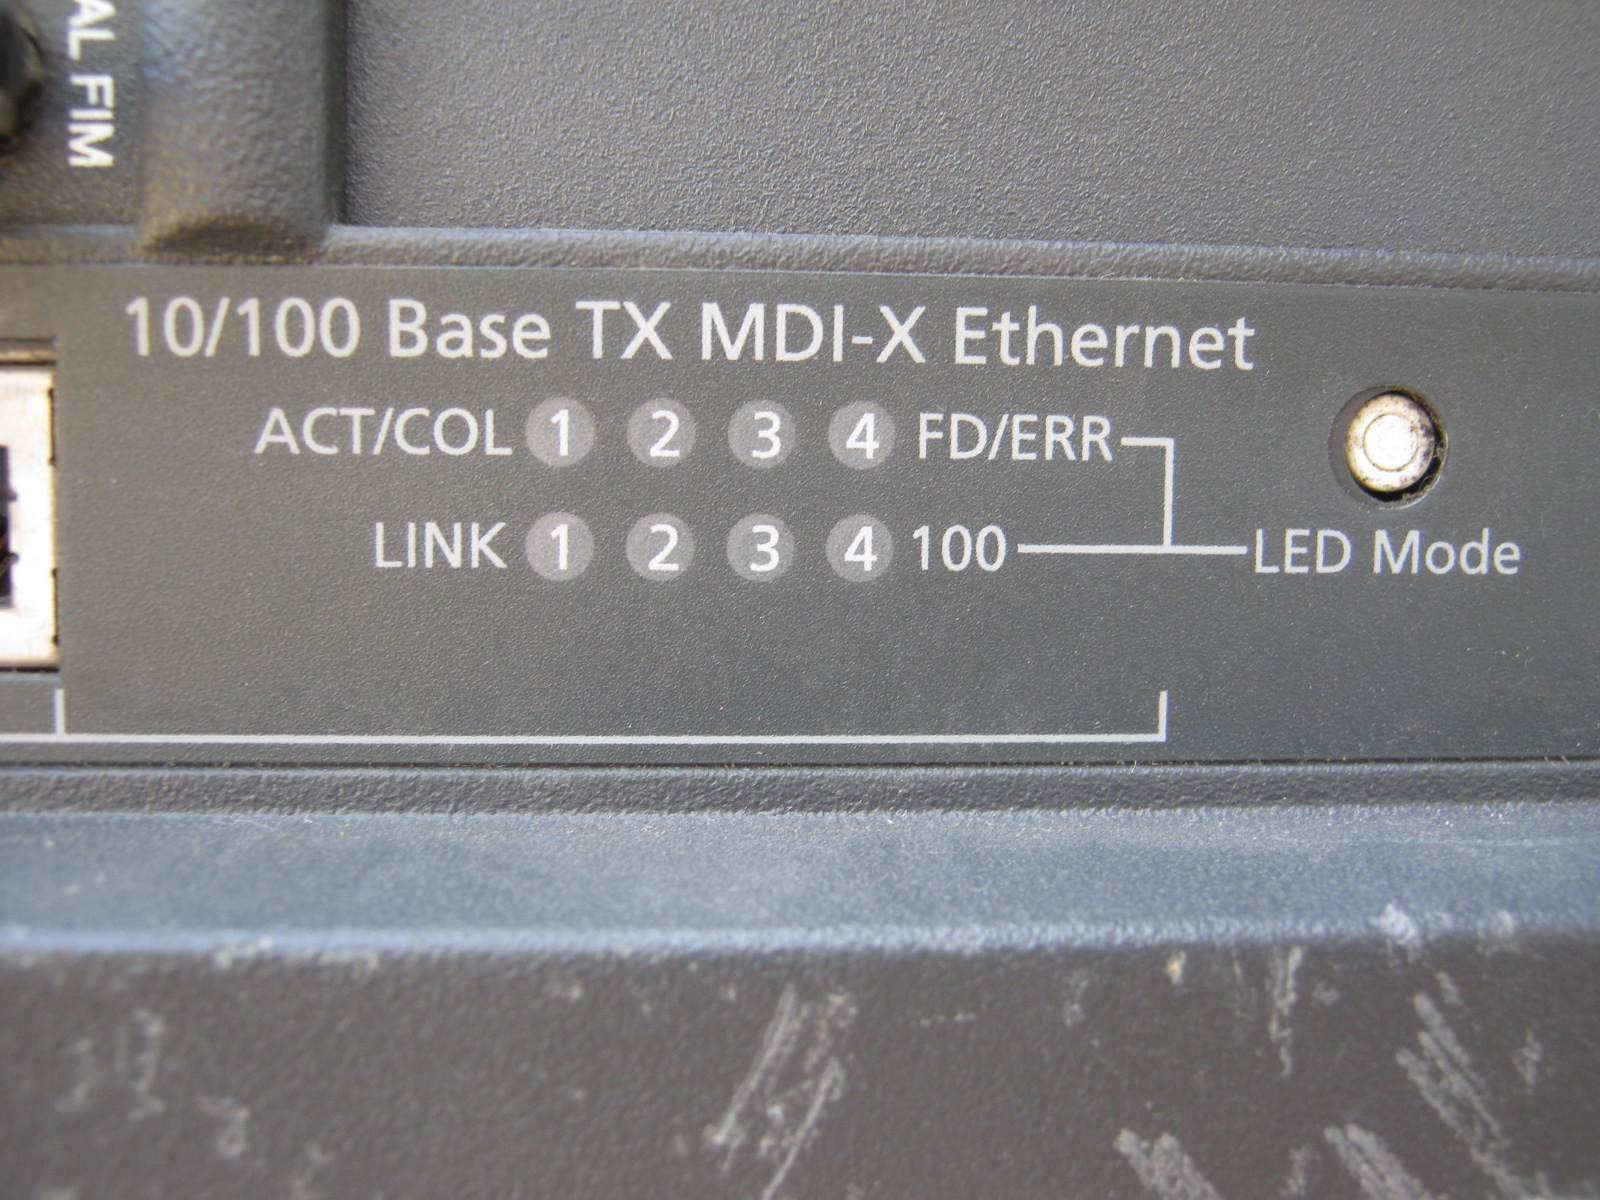 AL FIM
10/100 Base TX MDI-X Ethernet
ACT/COL 1 2 3 4 FD/ERR
LINK 1 2 3 4 100
LED Mode